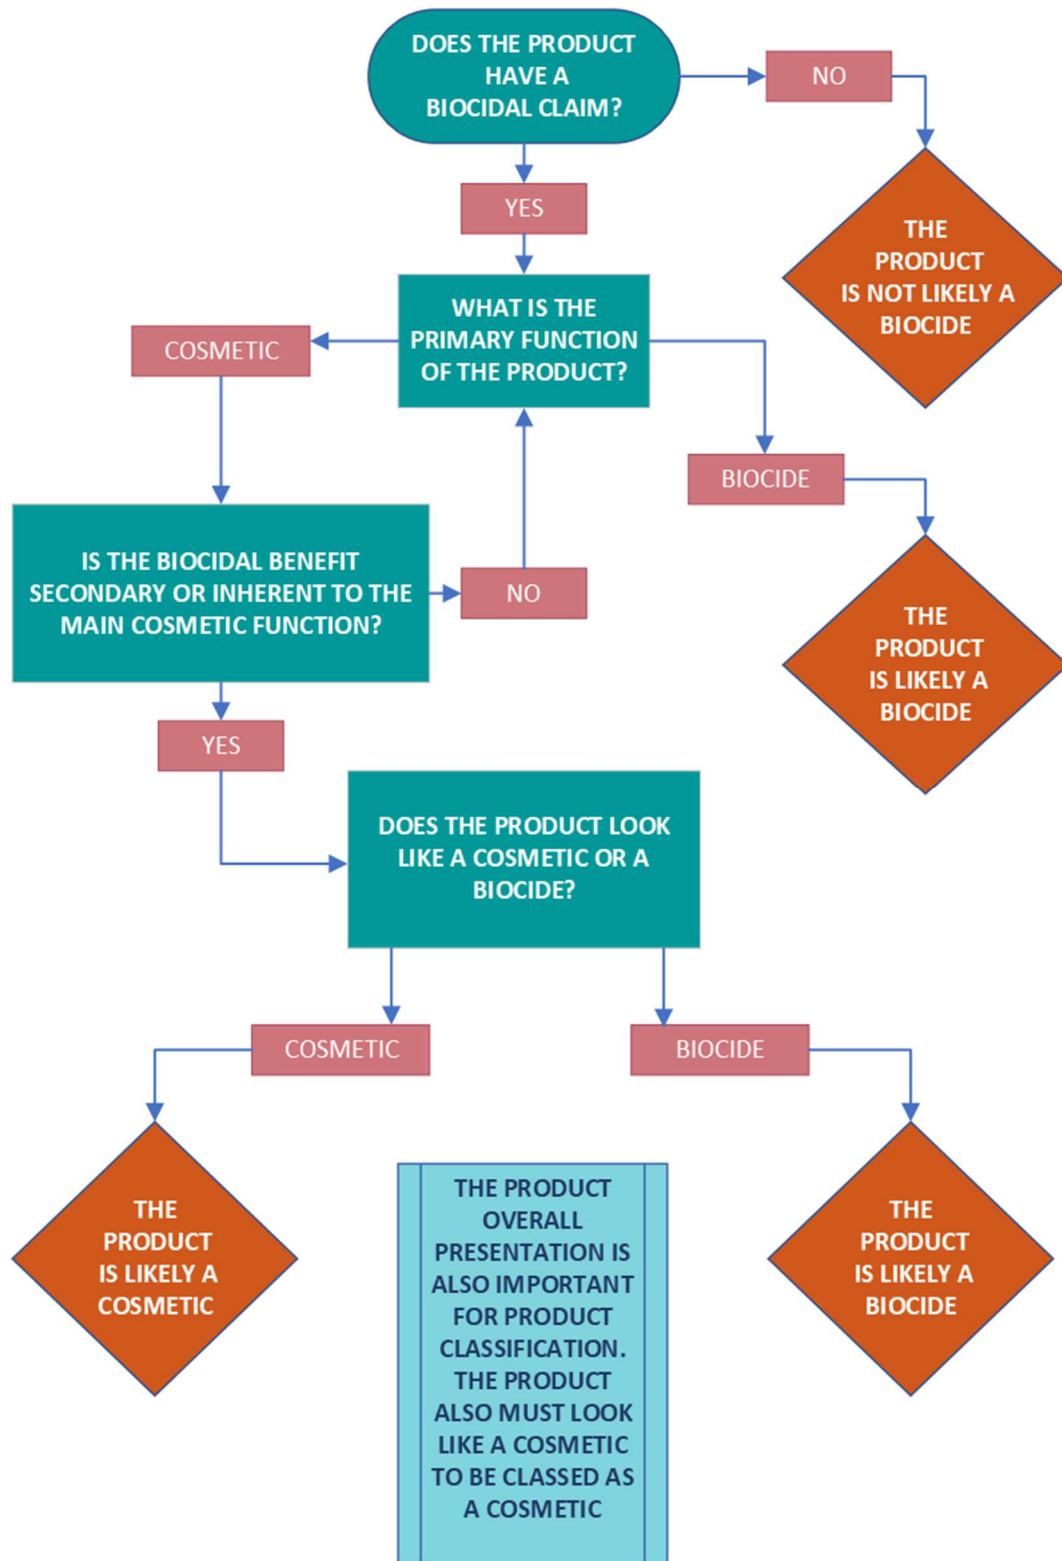 DOES THE PRODUCT
HAVE A
BIOCIDAL CLAIM?
NO
YES
THE
PRODUCT
IS NOT LIKELY A
BIOCIDE
WHAT IS THE
PRIMARY FUNCTION
OF THE PRODUCT?
COSMETIC
BIOCIDE
IS THE BIOCIDAL BENEFIT
SECONDARY OR INHERENT TO THE
MAIN COSMETIC FUNCTION?
NO
THE
PRODUCT
IS LIKELY A
BIOCIDE
YES
DOES THE PRODUCT LOOK
LIKE A COSMETIC OR A
BIOCIDE?
COSMETIC
BIOCIDE
THE
PRODUCT
IS LIKELY A
COSMETIC
THE PRODUCT
OVERALL
PRESENTATION IS
ALSO IMPORTANT
FOR PRODUCT
CLASSIFICATION.
THE PRODUCT
ALSO MUST LOOK
LIKE A COSMETIC
TO BE CLASSED AS
A COSMETIC
THE
PRODUCT
IS LIKELY A
BIOCIDE